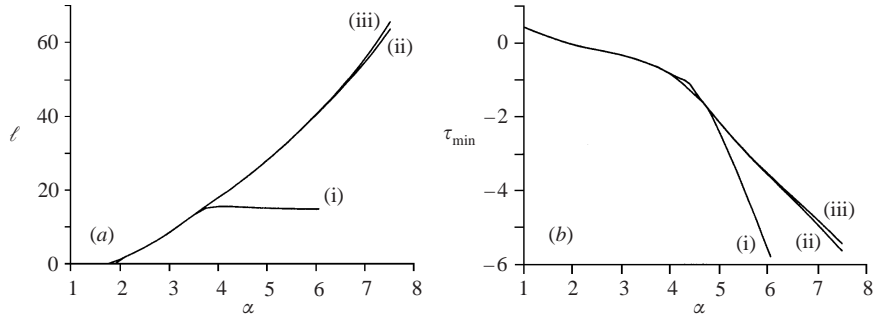 60
40
20
0
ℓ
(iii)
(ii)
(i)
(a)
1 2 3 4 5 6 7 8
α
0
−2
−4
−6
τmin
(iii)
(ii)
(i)
(b)
1 2 3 4 5 6 7 8
α